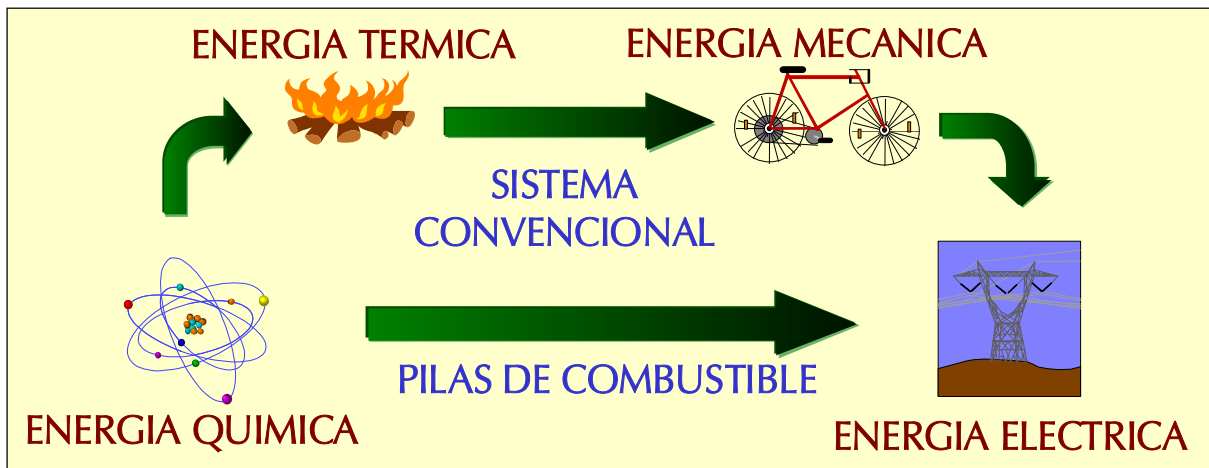 ENERGIA TERMICA
ENERGIA MECANICA
SISTEMA
CONVENCIONAL
PILAS DE COMBUSTIBLE
ENERGIA QUIMICA
ENERGIA ELECTRICA